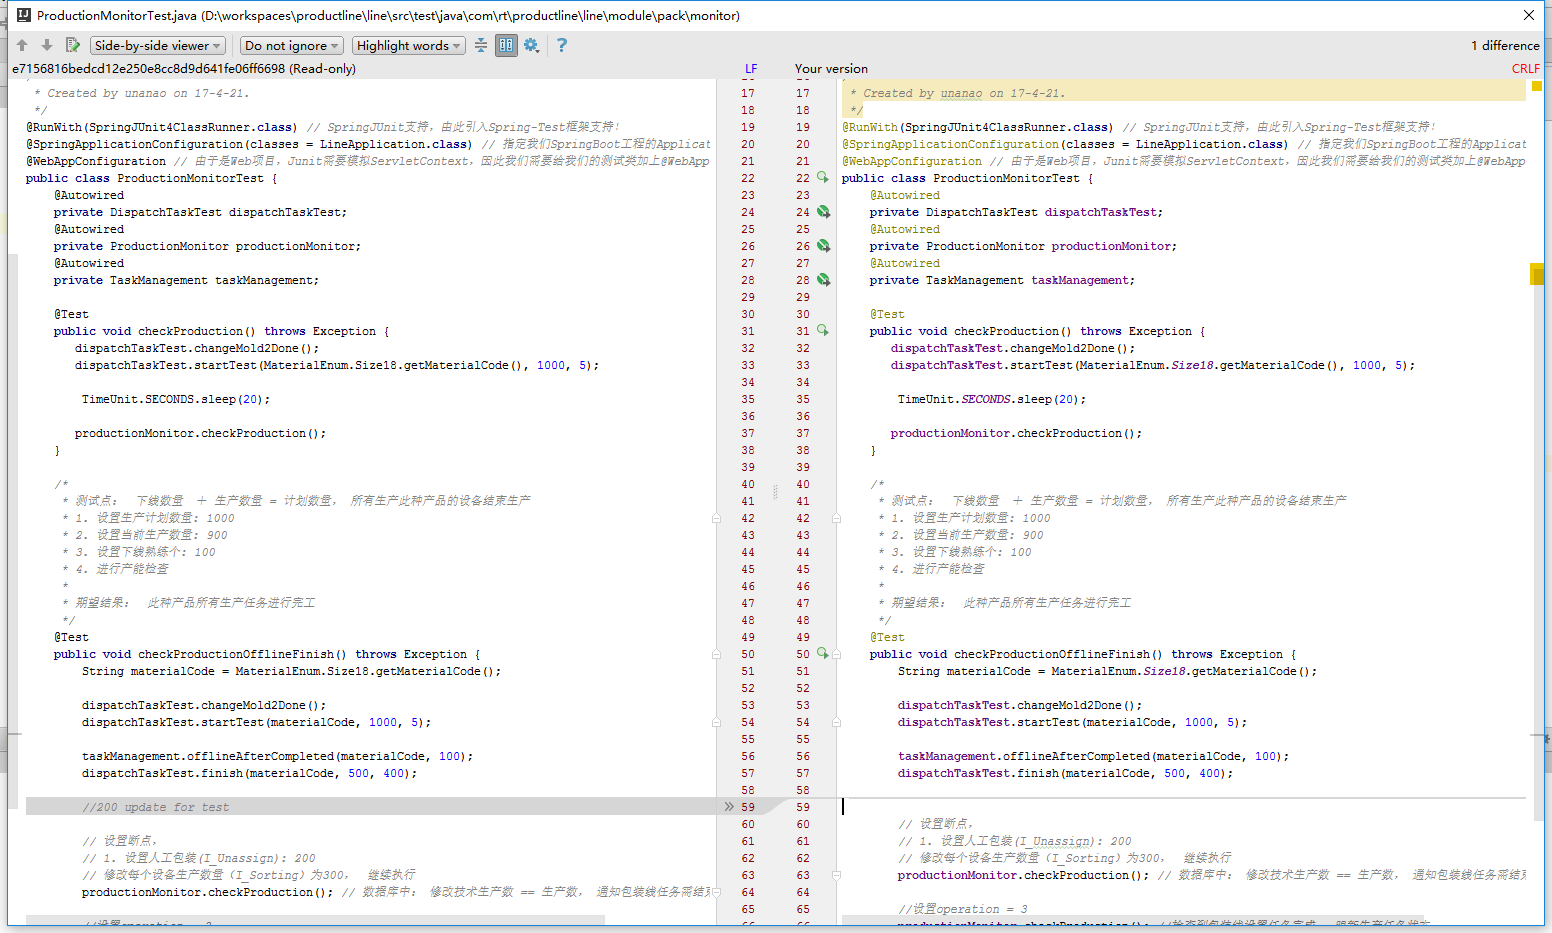 ProductionMonitorTest.java (D:\workspaces\productline\line\src\test\java\com\rt\productline\line\module\pack\monitor)
Side-by-side viewer Do not ignore Highlight words ? 1 difference
e7156816bedcd12e250e8cc8d9d641fe06ff6698 (Read-only) LF Your version CRLF
* Created by unanao on 17-4-21. 17 17 * Created by unanao on 17-4-21.
*/ 18 18 */
@RunWith(SpringJUnit4ClassRunner.class) // SpringJUnit支持，由此引入Spring-Test框架支持！ 19 19 @RunWith(SpringJUnit4ClassRunner.class) // SpringJUnit支持，由此引入Spring-Test框架支持！
@SpringApplicationConfiguration(classes = LineApplication.class) // 指定我们SpringBoot工程的Applicat 20 20 @SpringApplicationConfiguration(classes = LineApplication.class) // 指定我们SpringBoot工程的Applicat
@WebAppConfiguration // 由于是Web项目，Junit需要模拟ServletContext，因此我们需要给我们的测试类加上@WebApp 21 21 @WebAppConfiguration // 由于是Web项目，Junit需要模拟ServletContext，因此我们需要给我们的测试类加上@WebApp
public class ProductionMonitorTest { 22 22 public class ProductionMonitorTest {
@Autowired 23 23 @Autowired
private DispatchTaskTest dispatchTaskTest; 24 24 private DispatchTaskTest dispatchTaskTest;
@Autowired 25 25 @Autowired
private ProductionMonitor productionMonitor; 26 26 private ProductionMonitor productionMonitor;
@Autowired 27 27 @Autowired
private TaskManagement taskManagement; 28 28 private TaskManagement taskManagement;
29 29
@Test 30 30 @Test
public void checkProduction() throws Exception { 31 31 public void checkProduction() throws Exception {
dispatchTaskTest.changeMold2Done(); 32 32 dispatchTaskTest.changeMold2Done();
dispatchTaskTest.startTest(MaterialEnum.Size18.getMaterialCode(), 1000, 5); 33 33 dispatchTaskTest.startTest(MaterialEnum.Size18.getMaterialCode(), 1000, 5);
34 34
TimeUnit.SECONDS.sleep(20); 35 35 TimeUnit.SECONDS.sleep(20);
36 36
productionMonitor.checkProduction(); 37 37 productionMonitor.checkProduction();
} 38 38 }
39 39
/* 40 40 /*
* 测试点： 下线数量 ＋ 生产数量 = 计划数量， 所有生产此种产品的设备结束生产 41 41 * 测试点： 下线数量 ＋ 生产数量 = 计划数量， 所有生产此种产品的设备结束生产
* 1. 设置生产计划数量: 1000 42 42 * 1. 设置生产计划数量: 1000
* 2. 设置当前生产数量: 900 43 43 * 2. 设置当前生产数量: 900
* 3. 设置下线熟练个: 100 44 44 * 3. 设置下线熟练个: 100
* 4. 进行产能检查 45 45 * 4. 进行产能检查
* 46 46 *
* 期望结果： 此种产品所有生产任务进行完工 47 47 * 期望结果： 此种产品所有生产任务进行完工
*/ 48 48 */
@Test 49 49 @Test
public void checkProductionOfflineFinish() throws Exception { 50 50 public void checkProductionOfflineFinish() throws Exception {
String materialCode = MaterialEnum.Size18.getMaterialCode(); 51 51 String materialCode = MaterialEnum.Size18.getMaterialCode();
52 52
dispatchTaskTest.changeMold2Done(); 53 53 dispatchTaskTest.changeMold2Done();
dispatchTaskTest.startTest(materialCode, 1000, 5); 54 54 dispatchTaskTest.startTest(materialCode, 1000, 5);
55 55
taskManagement.offlineAfterCompleted(materialCode, 100); 56 56 taskManagement.offlineAfterCompleted(materialCode, 100);
dispatchTaskTest.finish(materialCode, 500, 400); 57 57 dispatchTaskTest.finish(materialCode, 500, 400);
58 58
//200 update for test » 59 59
60 60 // 设置断点，
// 设置断点， 61 61 // 1. 设置人工包装(I_Unassign): 200
// 1. 设置人工包装(I_Unassign): 200 62 62 // 修改每个设备生产数量（I_Sorting）为300， 继续执行
// 修改每个设备生产数量（I_Sorting）为300， 继续执行 63 63 productionMonitor.checkProduction(); // 数据库中： 修改技术生产数 == 生产数， 通知包装线任务需结束
productionMonitor.checkProduction(); // 数据库中： 修改技术生产数 == 生产数， 通知包装线任务需结束 64 64
65 65 //设置operation = 3
//设置operation = 3 66 66 productionMonitor.checkProduction();